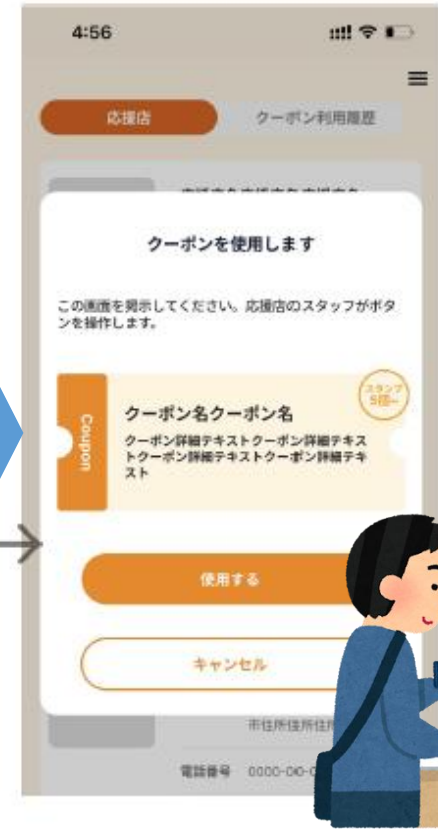 4:56
応援店
クーポン利用履歴
クーポンを使用します
この画面を掲示してください。応援店のスタッフがボタ
ンを操作します。
スタンプ
5個~
Coupon
クーポン名クーポン名
クーポン詳細テキストクーポン詳細テキス
トクーポン詳細テキストクーポン詳細テキ
スト
使用する
キャンセル
市住所住所住
電話番号 0000-00-